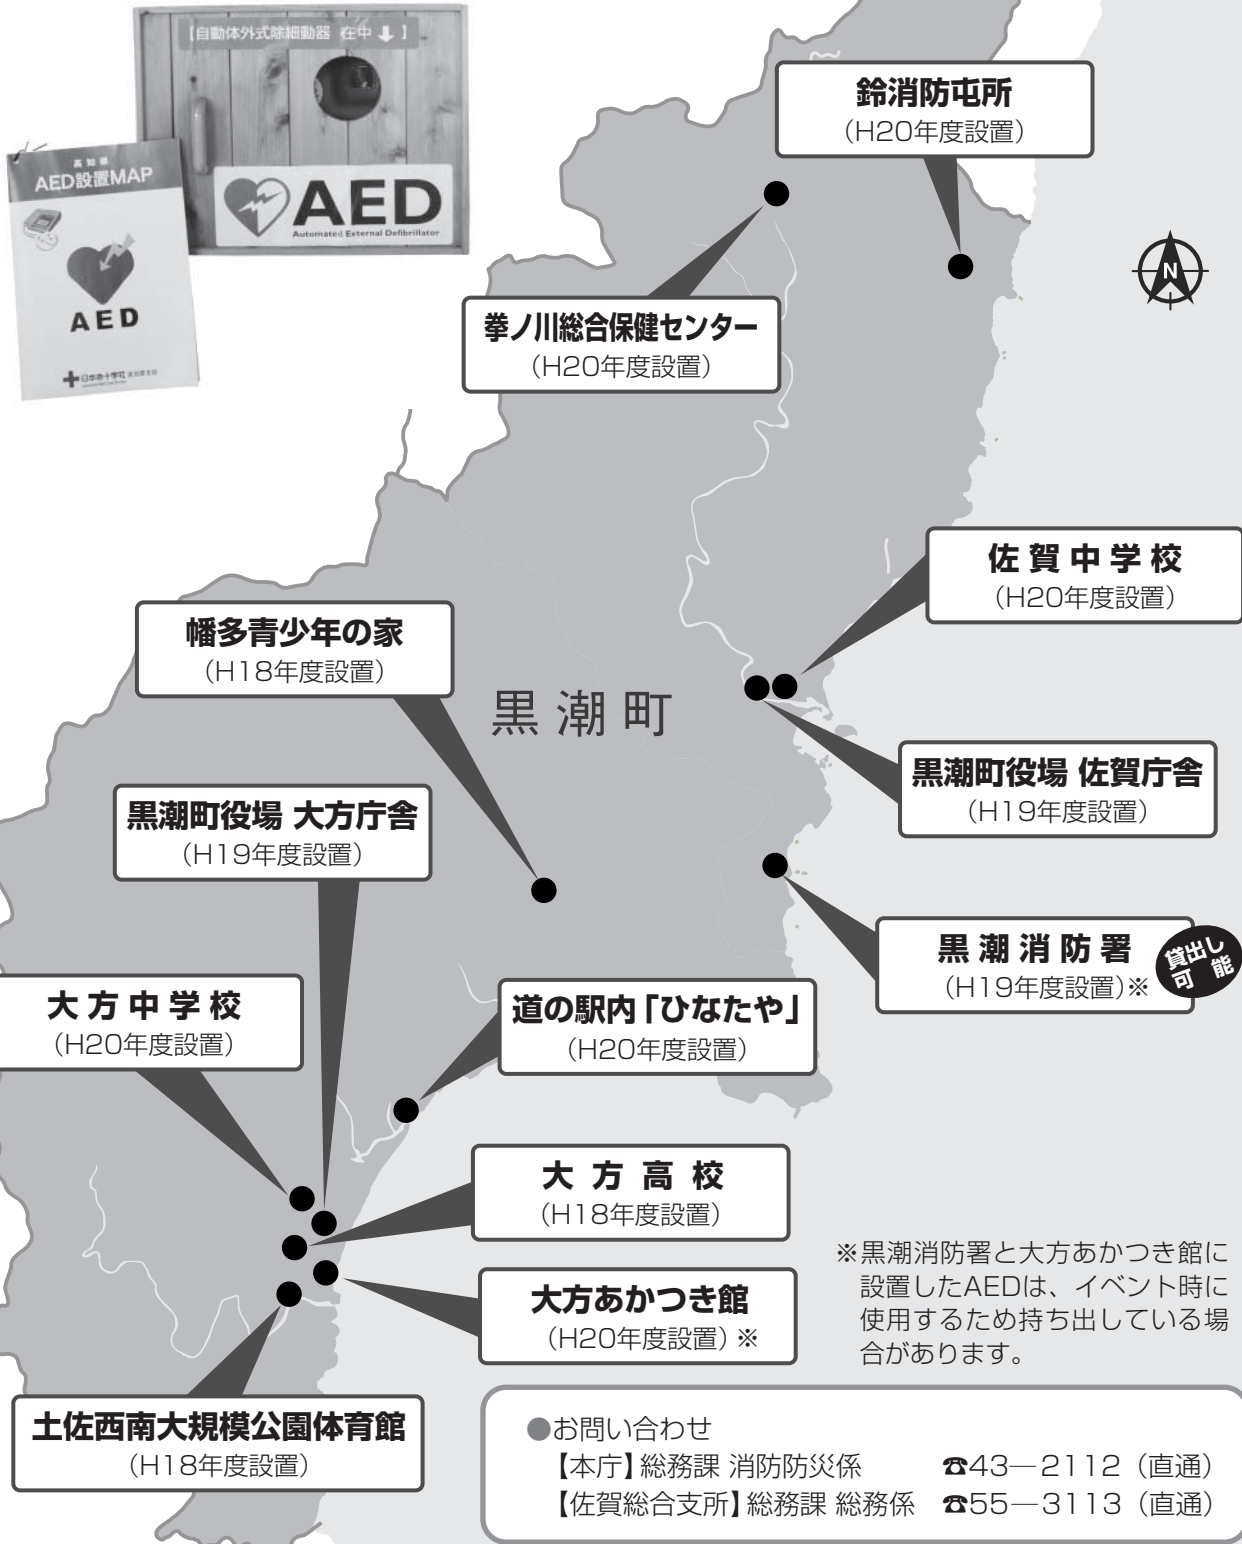 【自動体外式除細動器 在中⬇】
AED
Automated External Defibrillator
高知県
AED設置MAP
AED
日本赤十字社 高知県支部
鈴消防屯所
(H20年度設置)
N
拳ノ川総合保健センター
(H20年度設置)
佐賀中学校
(H20年度設置)
幡多青少年の家
(H18年度設置)
黒潮町
黒潮町役場 佐賀庁舎
(H19年度設置)
黒潮町役場 大方庁舎
(H19年度設置)
黒潮消防署
(H19年度設置)※
貸出し
可能
大方中学校
(H20年度設置)
道の駅内「ひなたや」
(H20年度設置)
大方高校
(H18年度設置)
大方あかつき館
(H20年度設置)※
土佐西南大規模公園体育館
(H18年度設置)
※黒潮消防署と大方あかつき館に
設置したAEDは、イベント時に
使用するため持ち出している場
合があります。
●お問い合わせ
【本庁】総務課 消防防災係 ☎43―2112(直通)
【佐賀総合支所】総務課 総務係 ☎55―3113(直通)